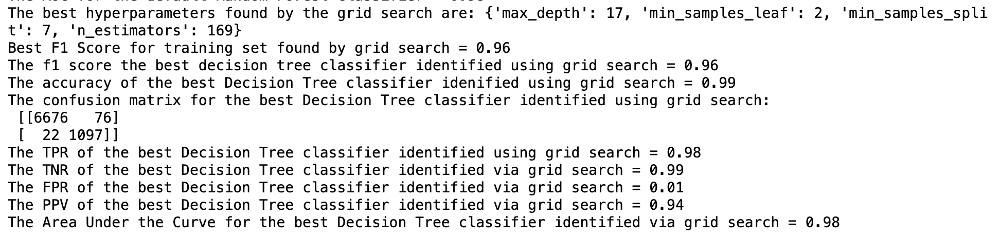 The best hyperparameters found by the grid search are: {'max_depth': 17, 'min_samples_leaf': 2, 'min_samples_spli
t': 7, 'n_estimators': 169}
Best F1 Score for training set found by grid search = 0.96
The f1 score the best decision tree classifier identified using grid search = 0.96
The accuracy of the best Decision Tree classifier idenified using grid search = 0.99
The confusion matrix for the best Decision Tree classifier identified using grid search:
 [[6676   76]
 [  22 1097]]
The TPR of the best Decision Tree classifier identified using grid search = 0.98
The TNR of the best Decision Tree classifier identified via grid search = 0.99
The FPR of the best Decision Tree classifier identified via grid search = 0.01
The PPV of the best Decision Tree classifier identified via grid search = 0.94
The Area Under the Curve for the best Decision Tree classifier identified via grid search = 0.98